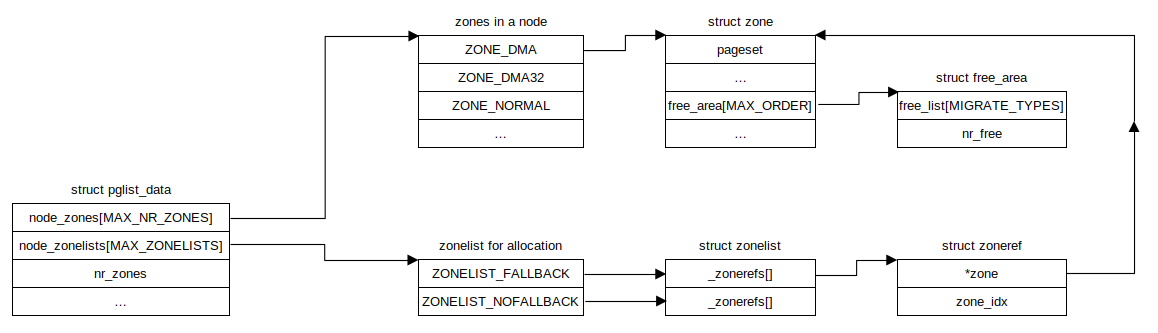 zones in a node
ZONE_DMA
ZONE_DMA32
ZONE_NORMAL
...
struct zone
pageset
...
free_area[MAX_ORDER]
...
struct free_area
free_list[MIGRATE_TYPES]
nr_free
struct pglist_data
node_zones[MAX_NR_ZONES]
node_zonelists[MAX_ZONELISTS]
nr_zones
...
zonelist for allocation
ZONELIST_FALLBACK
ZONELIST_NOFALLBACK
struct zonelist
_zonerefs[]
_zonerefs[]
struct zoneref
*zone
zone_idx